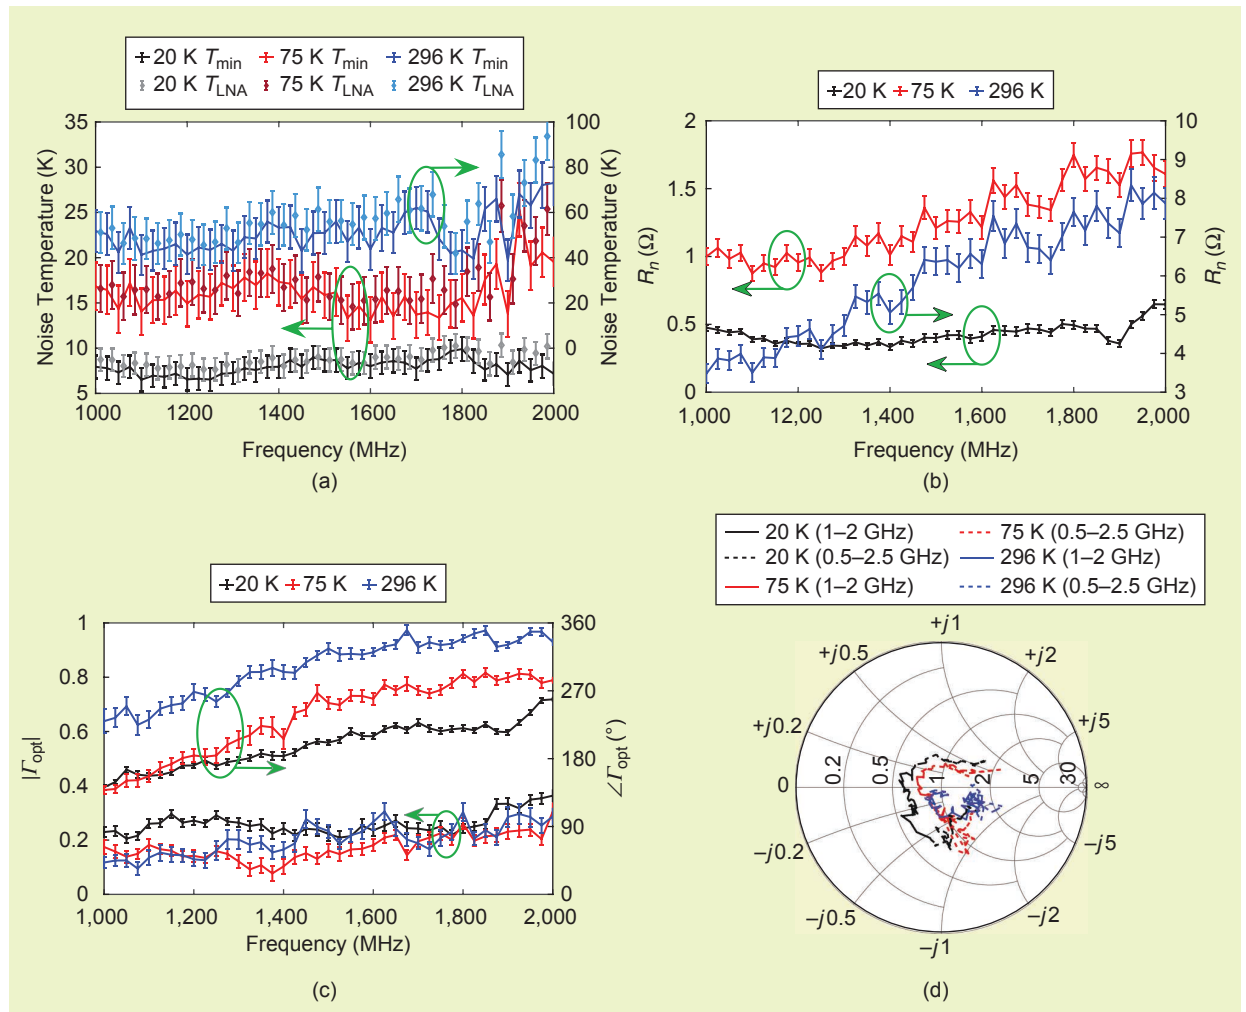 20 K Tmin 75 K Tmin 296 K Tmin
20 K TLNA 75 K TLNA 296 K TLNA
35
30
25
20
15
10
5
Noise Temperature (K)
100
80
60
40
20
0
Noise Temperature (K)
1000 1200 1400 1600 1800 2000
Frequency (MHz)
(a)
20 K 75 K 296 K
2
1.5
1
0.5
0
Rn (Ω)
10
9
8
7
6
5
4
3
Rn (Ω)
1,000 12,00 1,400 1,600 1,800 2,000
Frequency (MHz)
(b)
20 K 75 K 296 K
1
0.8
0.6
0.4
0.2
0
|Γopt|
360
270
180
90
0
∠Γopt (°)
1,000 1,200 1,400 1,600 1,800 2,000
Frequency (MHz)
(c)
20 K (1–2 GHz) 75 K (0.5–2.5 GHz)
20 K (0.5–2.5 GHz) 296 K (1–2 GHz)
75 K (1–2 GHz) 296 K (0.5–2.5 GHz)
+j1
+j0.5 +j2
+j0.2 +j5
0 0.2 0.5 1 2 5 30 ∞
–j0.2 –j5
–j0.5 –j2
–j1
(d)